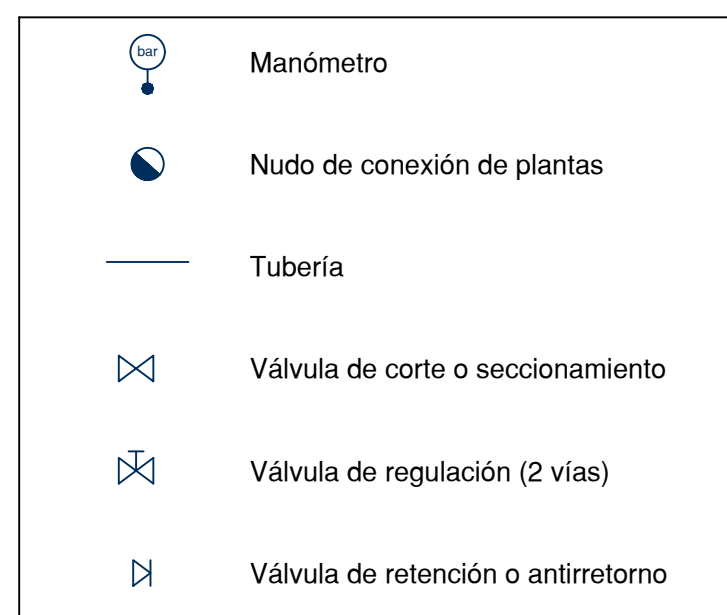 bar
Manómetro
Nudo de conexión de plantas
Tubería
Válvula de corte o seccionamiento
Válvula de regulación (2 vías)
Válvula de retención o antirretorno